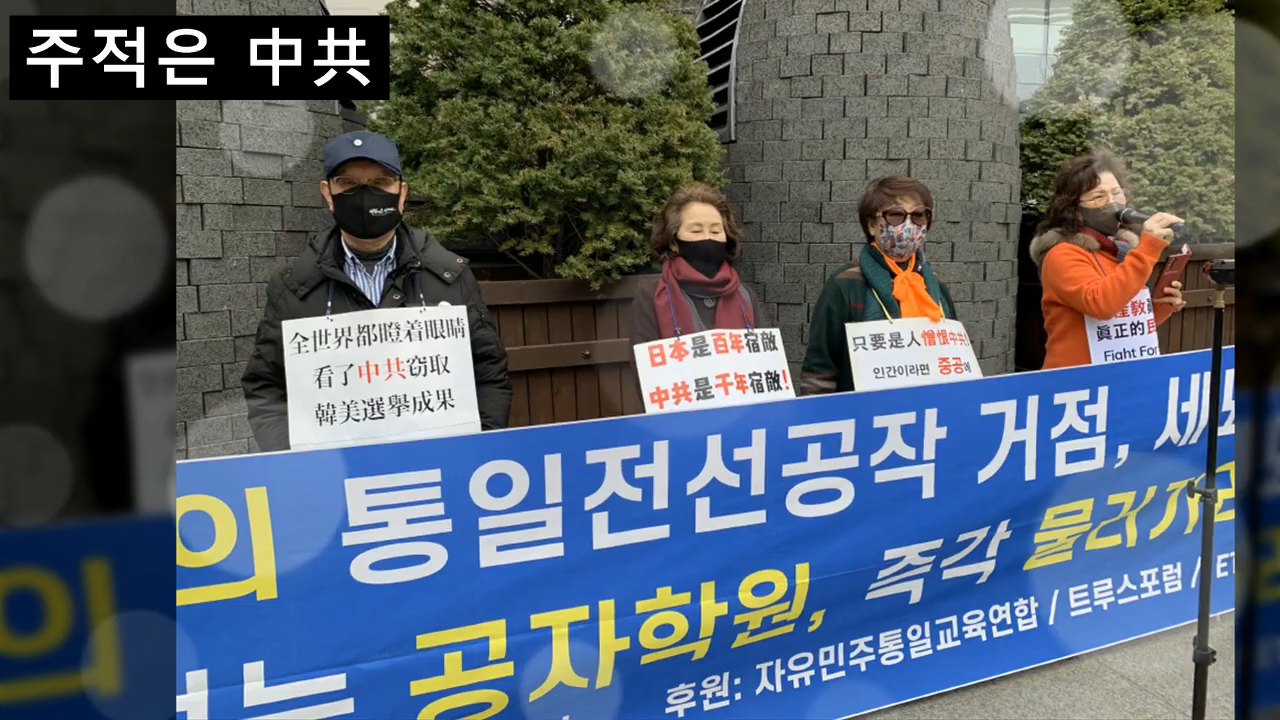 주적은 中共
全世界都瞪着眼睛
看了中共窃取
韓美選舉成果
日本是百年宿敵
中共是千年宿敵!
只要是人憎恨中共!
인간이라면 중공에
眞正的民
Fight For
의 통일전선공작 거점, 세뇌
는 공자학원, 즉각 물러가라
후원: 자유민주통일교육연합 / 트루스포럼 /